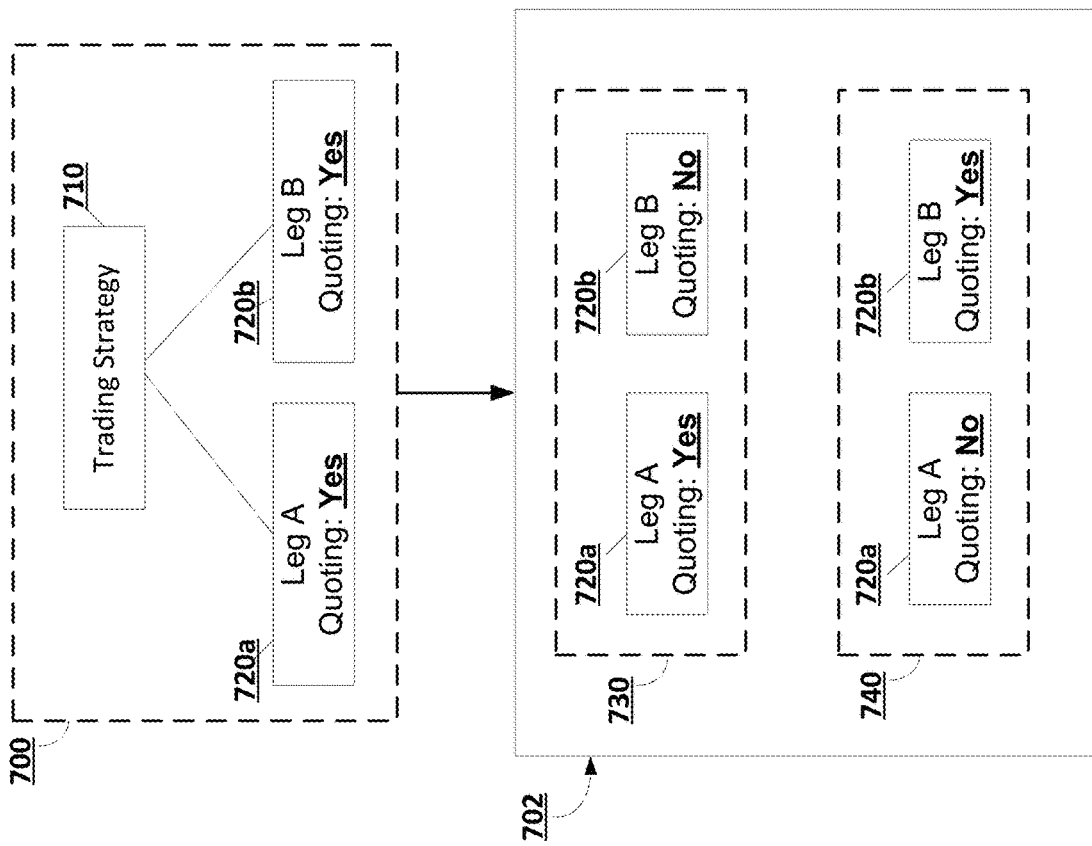 700
710
Trading Strategy
720a
Leg A
Quoting: Yes
720b
Leg B
Quoting: Yes
702
730
720a
Leg A
Quoting: Yes
720b
Leg B
Quoting: No
740
720a
Leg A
Quoting: No
720b
Leg B
Quoting: Yes